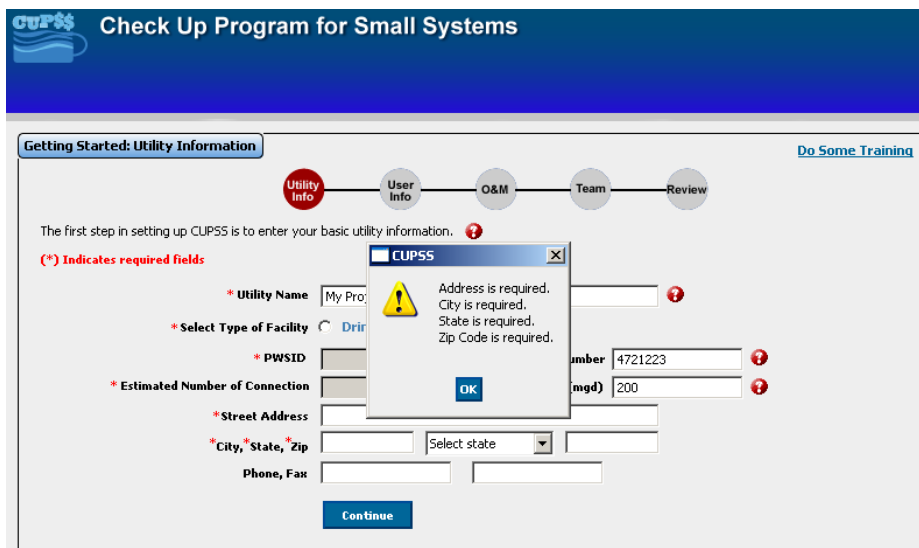 CUP$$
Check Up Program for Small Systems
Getting Started: Utility Information
Do Some Training
Utility Info
User Info
O&M
Team
Review
The first step in setting up CUPSS is to enter your basic utility information. ?
(*) Indicates required fields
CUPSS
Address is required.
City is required.
State is required.
Zip Code is required.
OK
* Utility Name My Pro ?
* Select Type of Facility Drin
* PWSID umber 4721223 ?
* Estimated Number of Connection (mgd) 200 ?
*Street Address
*City,*State,*Zip Select state
Phone, Fax
Continue